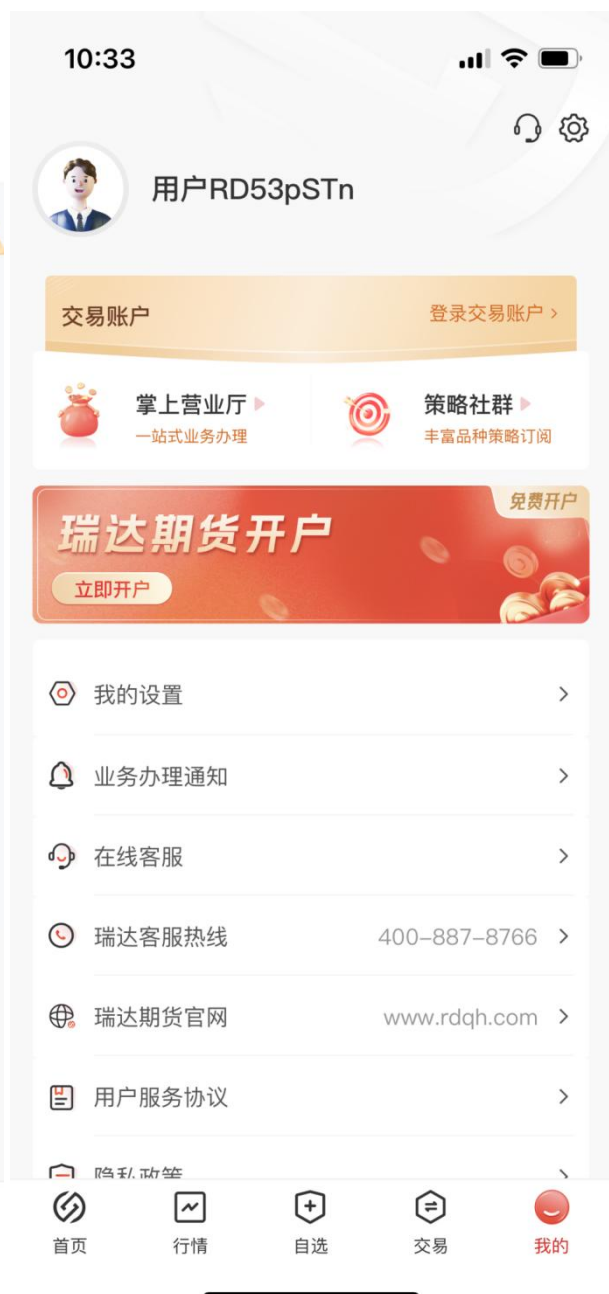 10:33
用户RD53pSTn
交易账户
登录交易账户
掌上营业厅
一站式业务办理
策略社群
丰富品种策略订阅
免费开户
瑞达期货开户
立即开户
我的设置
业务办理通知
在线客服
瑞达客服热线 400-887-8766
瑞达期货官网 www.rdqh.com
用户服务协议
隐私政策
首页 行情 自选 交易 我的